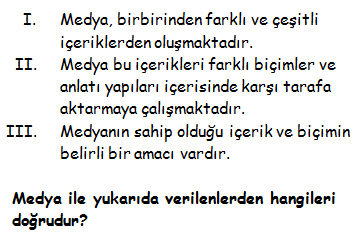 I. Medya, birbirinden farklı ve çeşitli
içeriklerden oluşmaktadır.
II. Medya bu içerikleri farklı biçimler ve
anlatı yapıları içerisinde karşı tarafa
aktarmaya çalışmaktadır.
III. Medyanın sahip olduğu içerik ve biçimin
belirli bir amacı vardır.
Medya ile yukarıda verilenlerden hangileri
doğrudur?